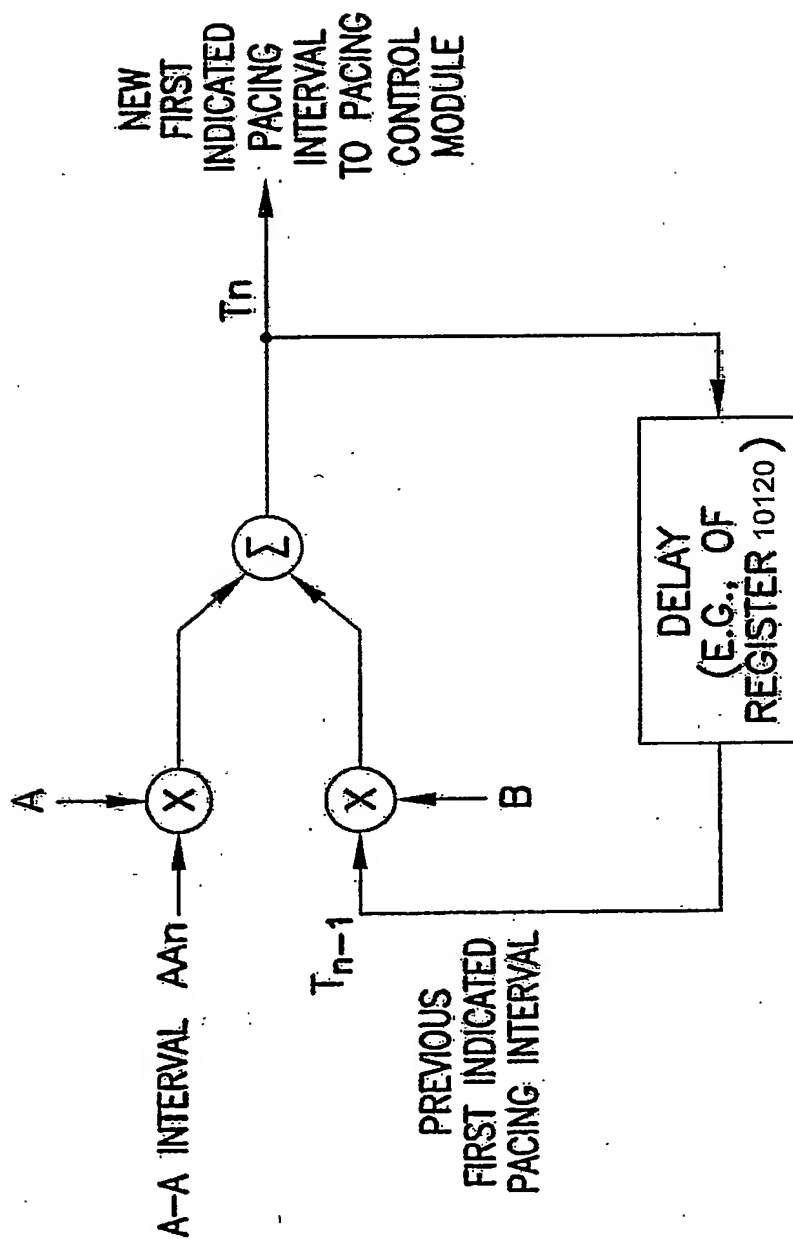 A
A-A INTERVAL AAn
X
Σ
Tn
NEW
FIRST
INDICATED
PACING
INTERVAL
TO PACING
CONTROL
MODULE
Tn-1
X
B
PREVIOUS
FIRST INDICATED
PACING INTERVAL
DELAY
(E.G., OF
REGISTER 10120)